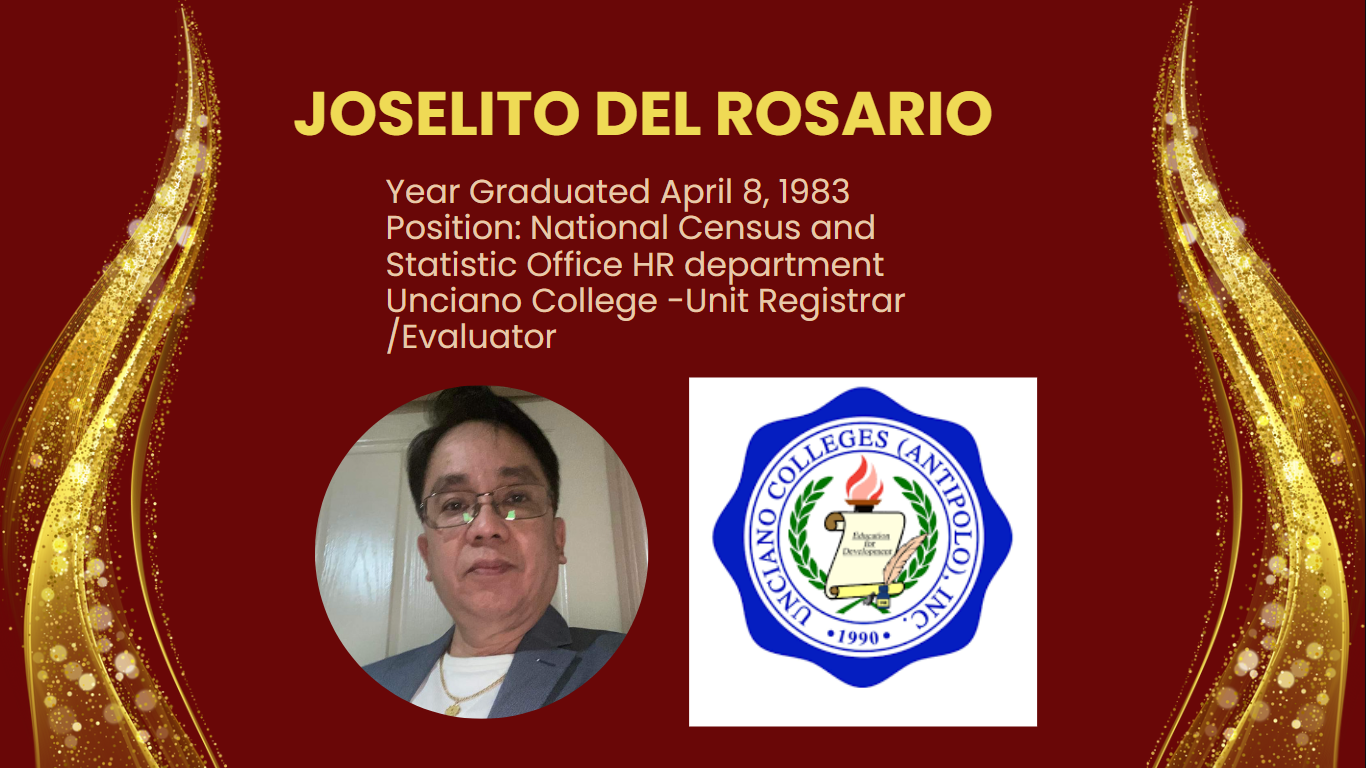 JOSELITO DEL ROSARIO
Year Graduated April 8, 1983
Position: National Census and
Statistic Office HR department
Unciano College -Unit Registrar
/Evaluator
UNCIANO COLLEGES (ANTIPOLO), INC.
Education
for
Development
•1990•